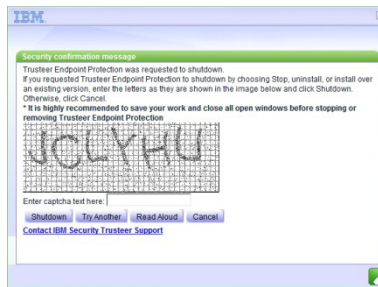 IBM
Security confirmation message
Trusteer Endpoint Protection was requested to shutdown.
If you requested Trusteer Endpoint Protection to shutdown by choosing Stop, uninstall, or install over
an existing version, enter the letters as they are shown in the image below and click Shutdown.
Otherwise, click Cancel.
* It is highly recommended to save your work and close all open windows before stopping or
removing Trusteer Endpoint Protection
Enter captcha text here:
Shutdown Try Another Read Aloud Cancel
Contact IBM Security Trusteer Support